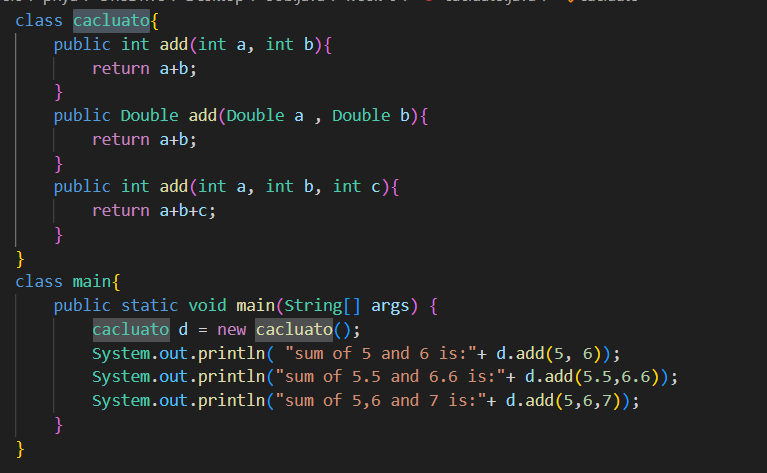 class cacluato{
    public int add(int a, int b){
        return a+b;
    }
    public Double add(Double a , Double b){
        return a+b;
    }
    public int add(int a, int b, int c){
        return a+b+c;
    }
}
class main{
    public static void main(String[] args) {
        cacluato d = new cacluato();
        System.out.println( "sum of 5 and 6 is:"+ d.add(5, 6));
        System.out.println("sum of 5.5 and 6.6 is:"+ d.add(5.5,6.6));
        System.out.println("sum of 5,6 and 7 is:"+ d.add(5,6,7));
    }
}